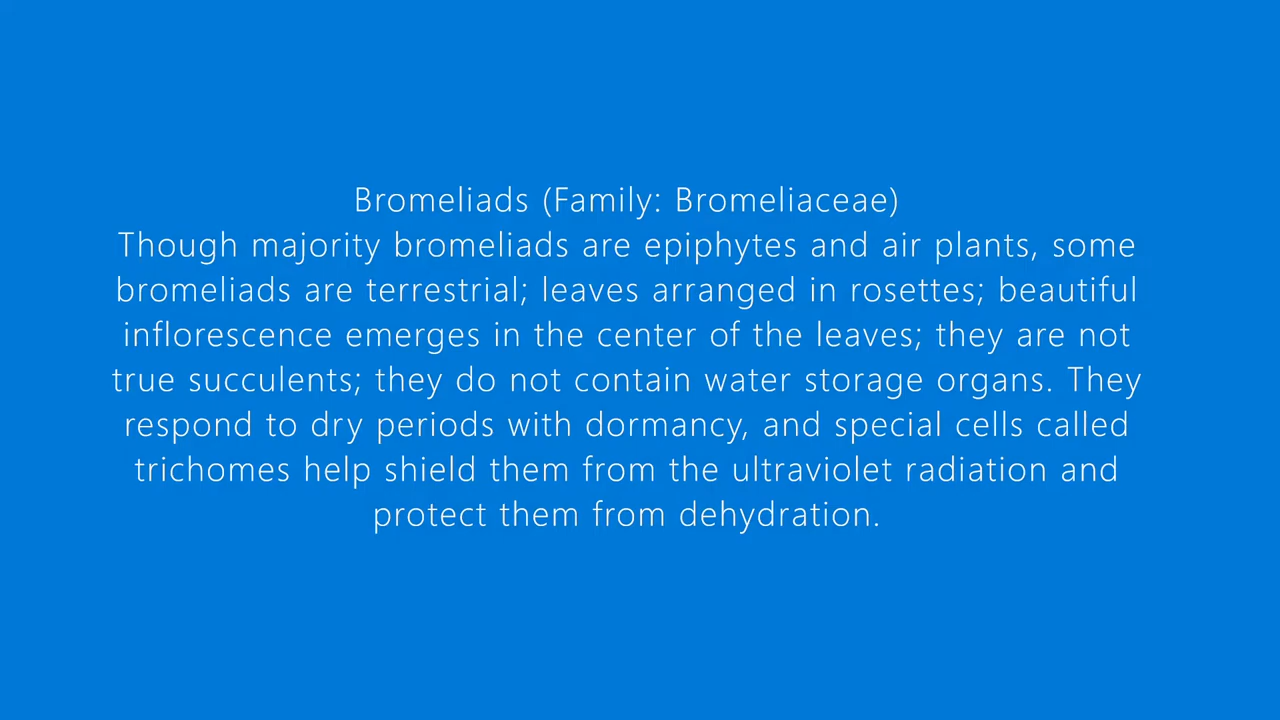 Bromeliads (Family: Bromeliaceae)
Though majority bromeliads are epiphytes and air plants, some
bromeliads are terrestrial; leaves arranged in rosettes; beautiful
inflorescence emerges in the center of the leaves; they are not
true succulents; they do not contain water storage organs. They
respond to dry periods with dormancy, and special cells called
trichomes help shield them from the ultraviolet radiation and
protect them from dehydration.